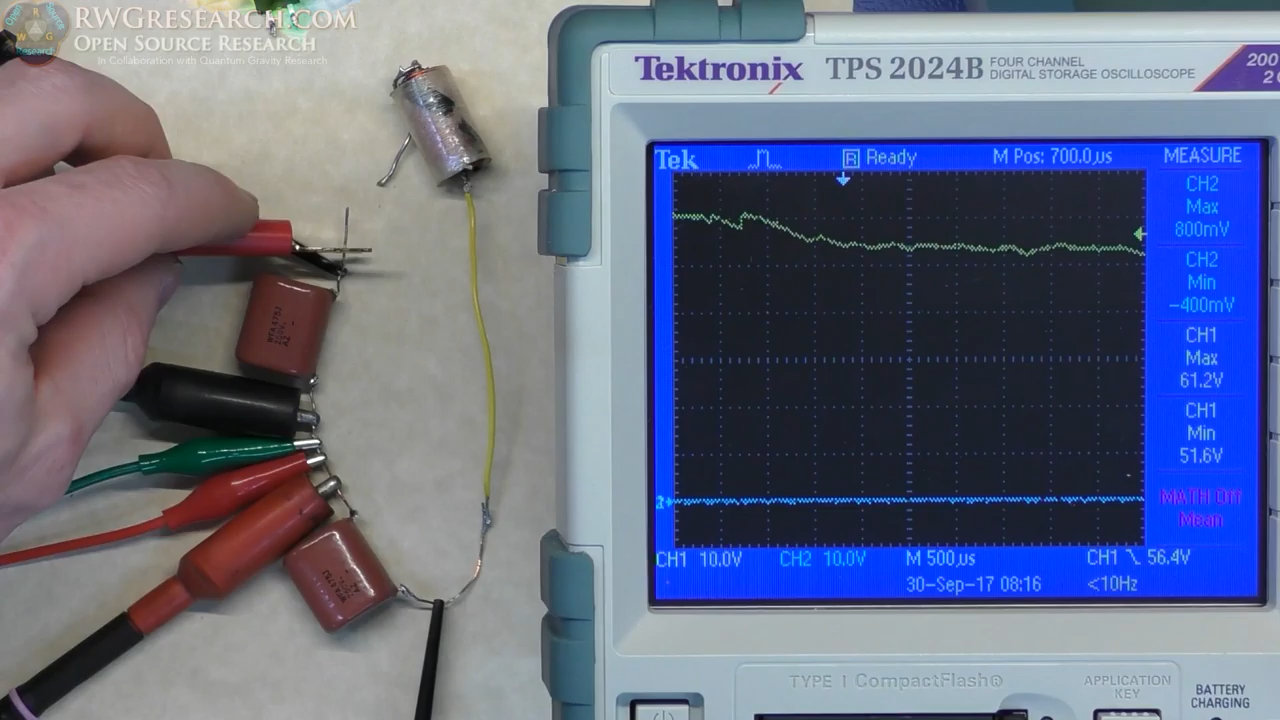 RWGRESEARCH.COM
OPEN SOURCE RESEARCH
In Collaboration with Quantum Gravity Research
Tektronix TPS 2024B FOUR CHANNEL
DIGITAL STORAGE OSCILLOSCOPE
200
2
Tek R Ready M Pos: 700.0µs MEASURE
CH2
Max
800mV
CH2
Min
-400mV
CH1
Max
61.2V
CH1
Min
51.6V
MATH Off
Mean
CH1 10.0V CH2 10.0V M 500µs CH1 56.4V
30-Sep-17 08:16 <10Hz
TYPE I CompactFlash®
APPLICATION
KEY
BATTERY
CHARGING